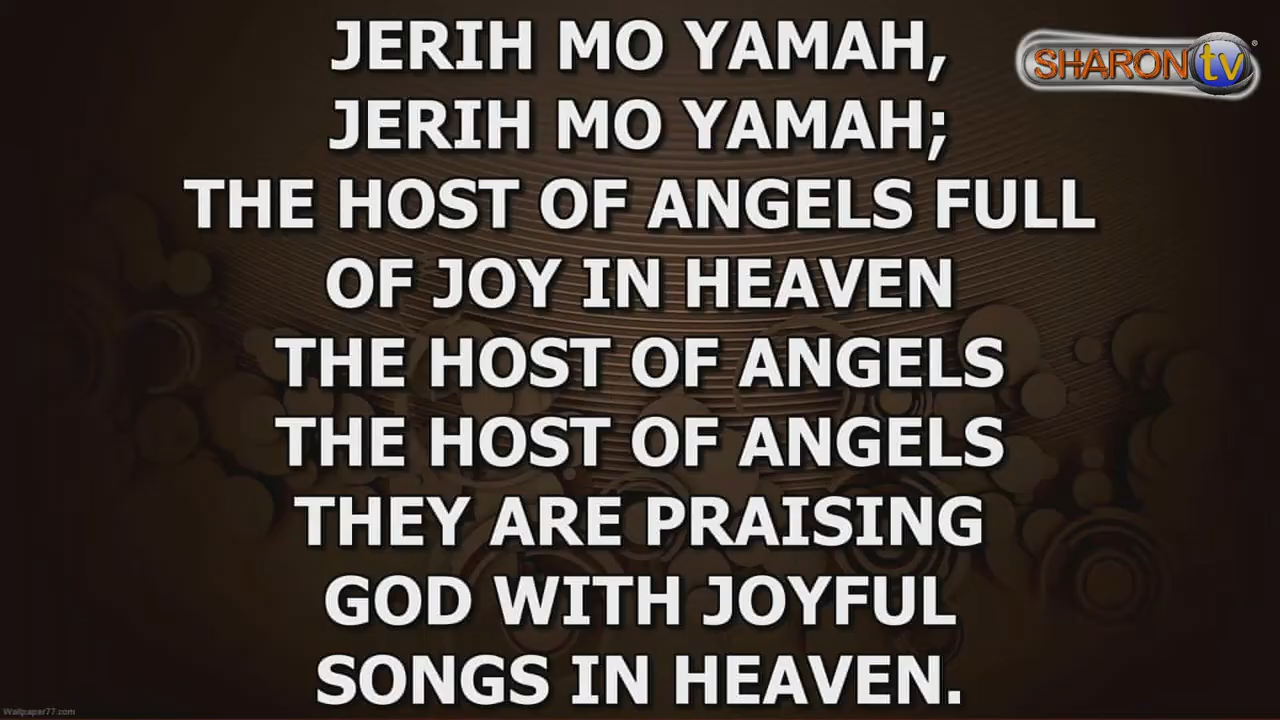 JERIH MO YAMAH,
SHARON tv®
JERIH MO YAMAH;
THE HOST OF ANGELS FULL
OF JOY IN HEAVEN
THE HOST OF ANGELS
THE HOST OF ANGELS
THEY ARE PRAISING
GOD WITH JOYFUL
SONGS IN HEAVEN.
Wallpaper77.com